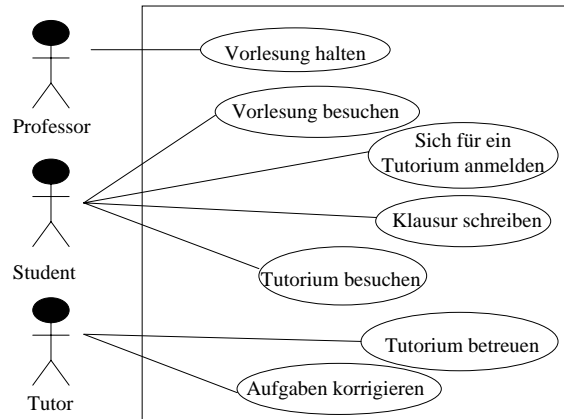 Vorlesung halten
Professor
Vorlesung besuchen
Sich für ein
Tutorium anmelden
Klausur schreiben
Student
Tutorium besuchen
Tutorium betreuen
Aufgaben korrigieren
Tutor